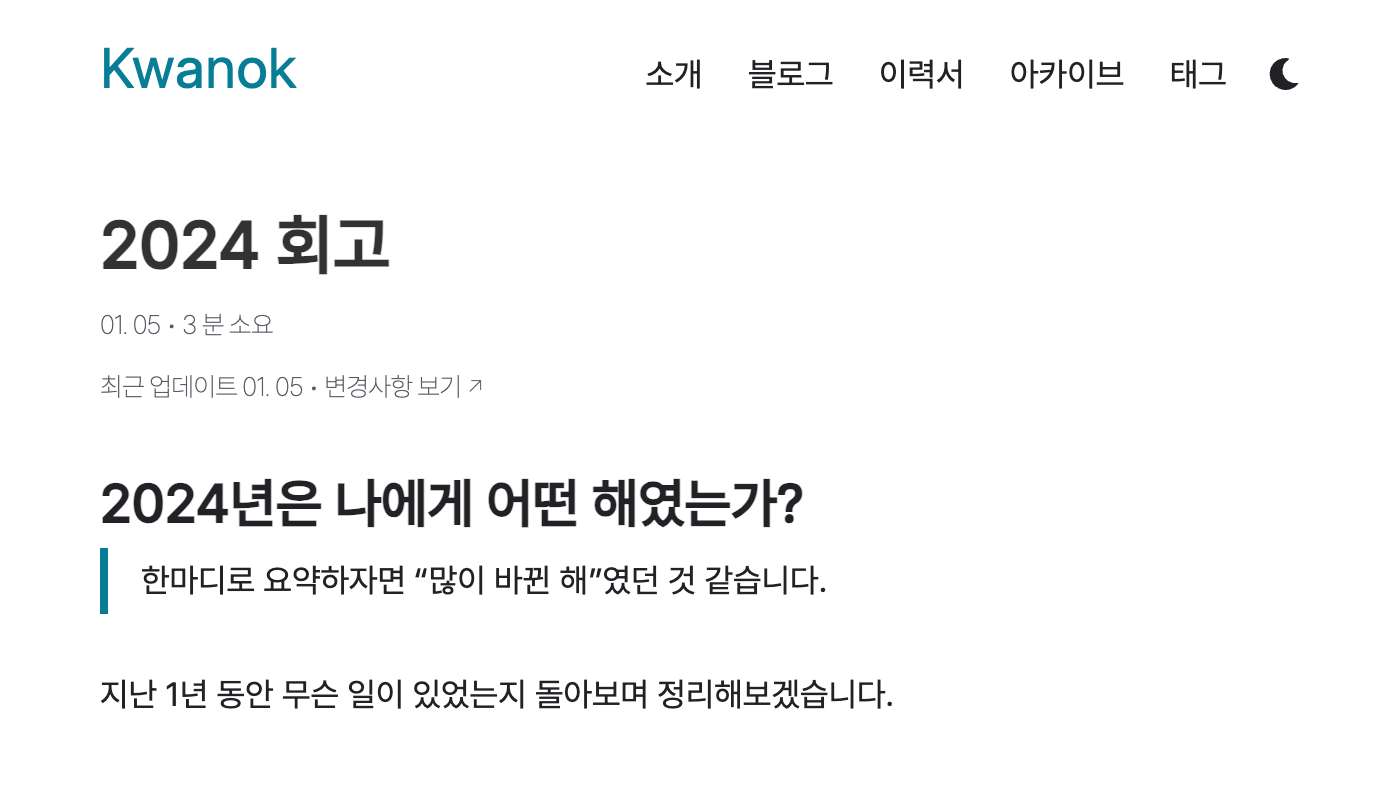 Kwanok
소개 블로그 이력서 아카이브 태그
2024 회고
01. 05 • 3 분 소요
최근 업데이트 01. 05 • 변경사항 보기 ↗
2024년은 나에게 어떤 해였는가?
한마디로 요약하자면 “많이 바뀐 해”였던 것 같습니다.
지난 1년 동안 무슨 일이 있었는지 돌아보며 정리해보겠습니다.